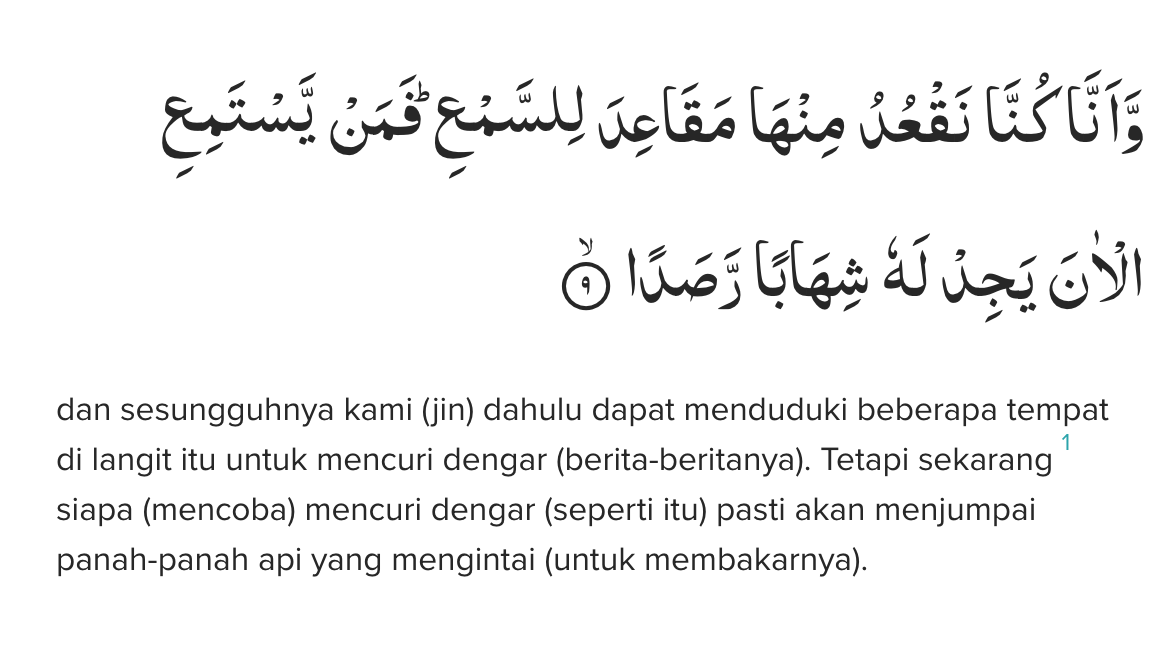 وَّاَنَّا كُنَّا نَقْعُدُ مِنْهَا مَقَاعِدَ لِلسَّمْعِۗ فَمَنْ يَّسْتَمِعِ
الْاٰنَ يَجِدْ لَهٗ شِهَابًا رَّصَدًاۙ ٩
dan sesungguhnya kami (jin) dahulu dapat menduduki beberapa tempat
di langit itu untuk mencuri dengar (berita-beritanya). Tetapi sekarang 1
siapa (mencoba) mencuri dengar (seperti itu) pasti akan menjumpai
panah-panah api yang mengintai (untuk membakarnya).